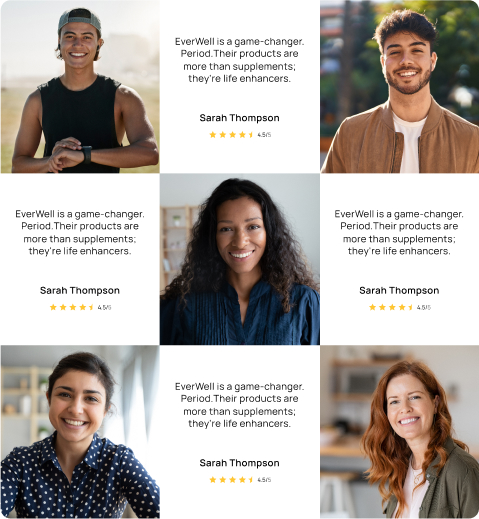 EverWell is a game-changer.
Period.Their products are
more than supplements;
they're life enhancers.
Sarah Thompson
4.5/5
EverWell is a game-changer.
Period.Their products are
more than supplements;
they're life enhancers.
Sarah Thompson
4.5/5
EverWell is a game-changer.
Period.Their products are
more than supplements;
they're life enhancers.
Sarah Thompson
4.5/5
EverWell is a game-changer.
Period.Their products are
more than supplements;
they're life enhancers.
Sarah Thompson
4.5/5